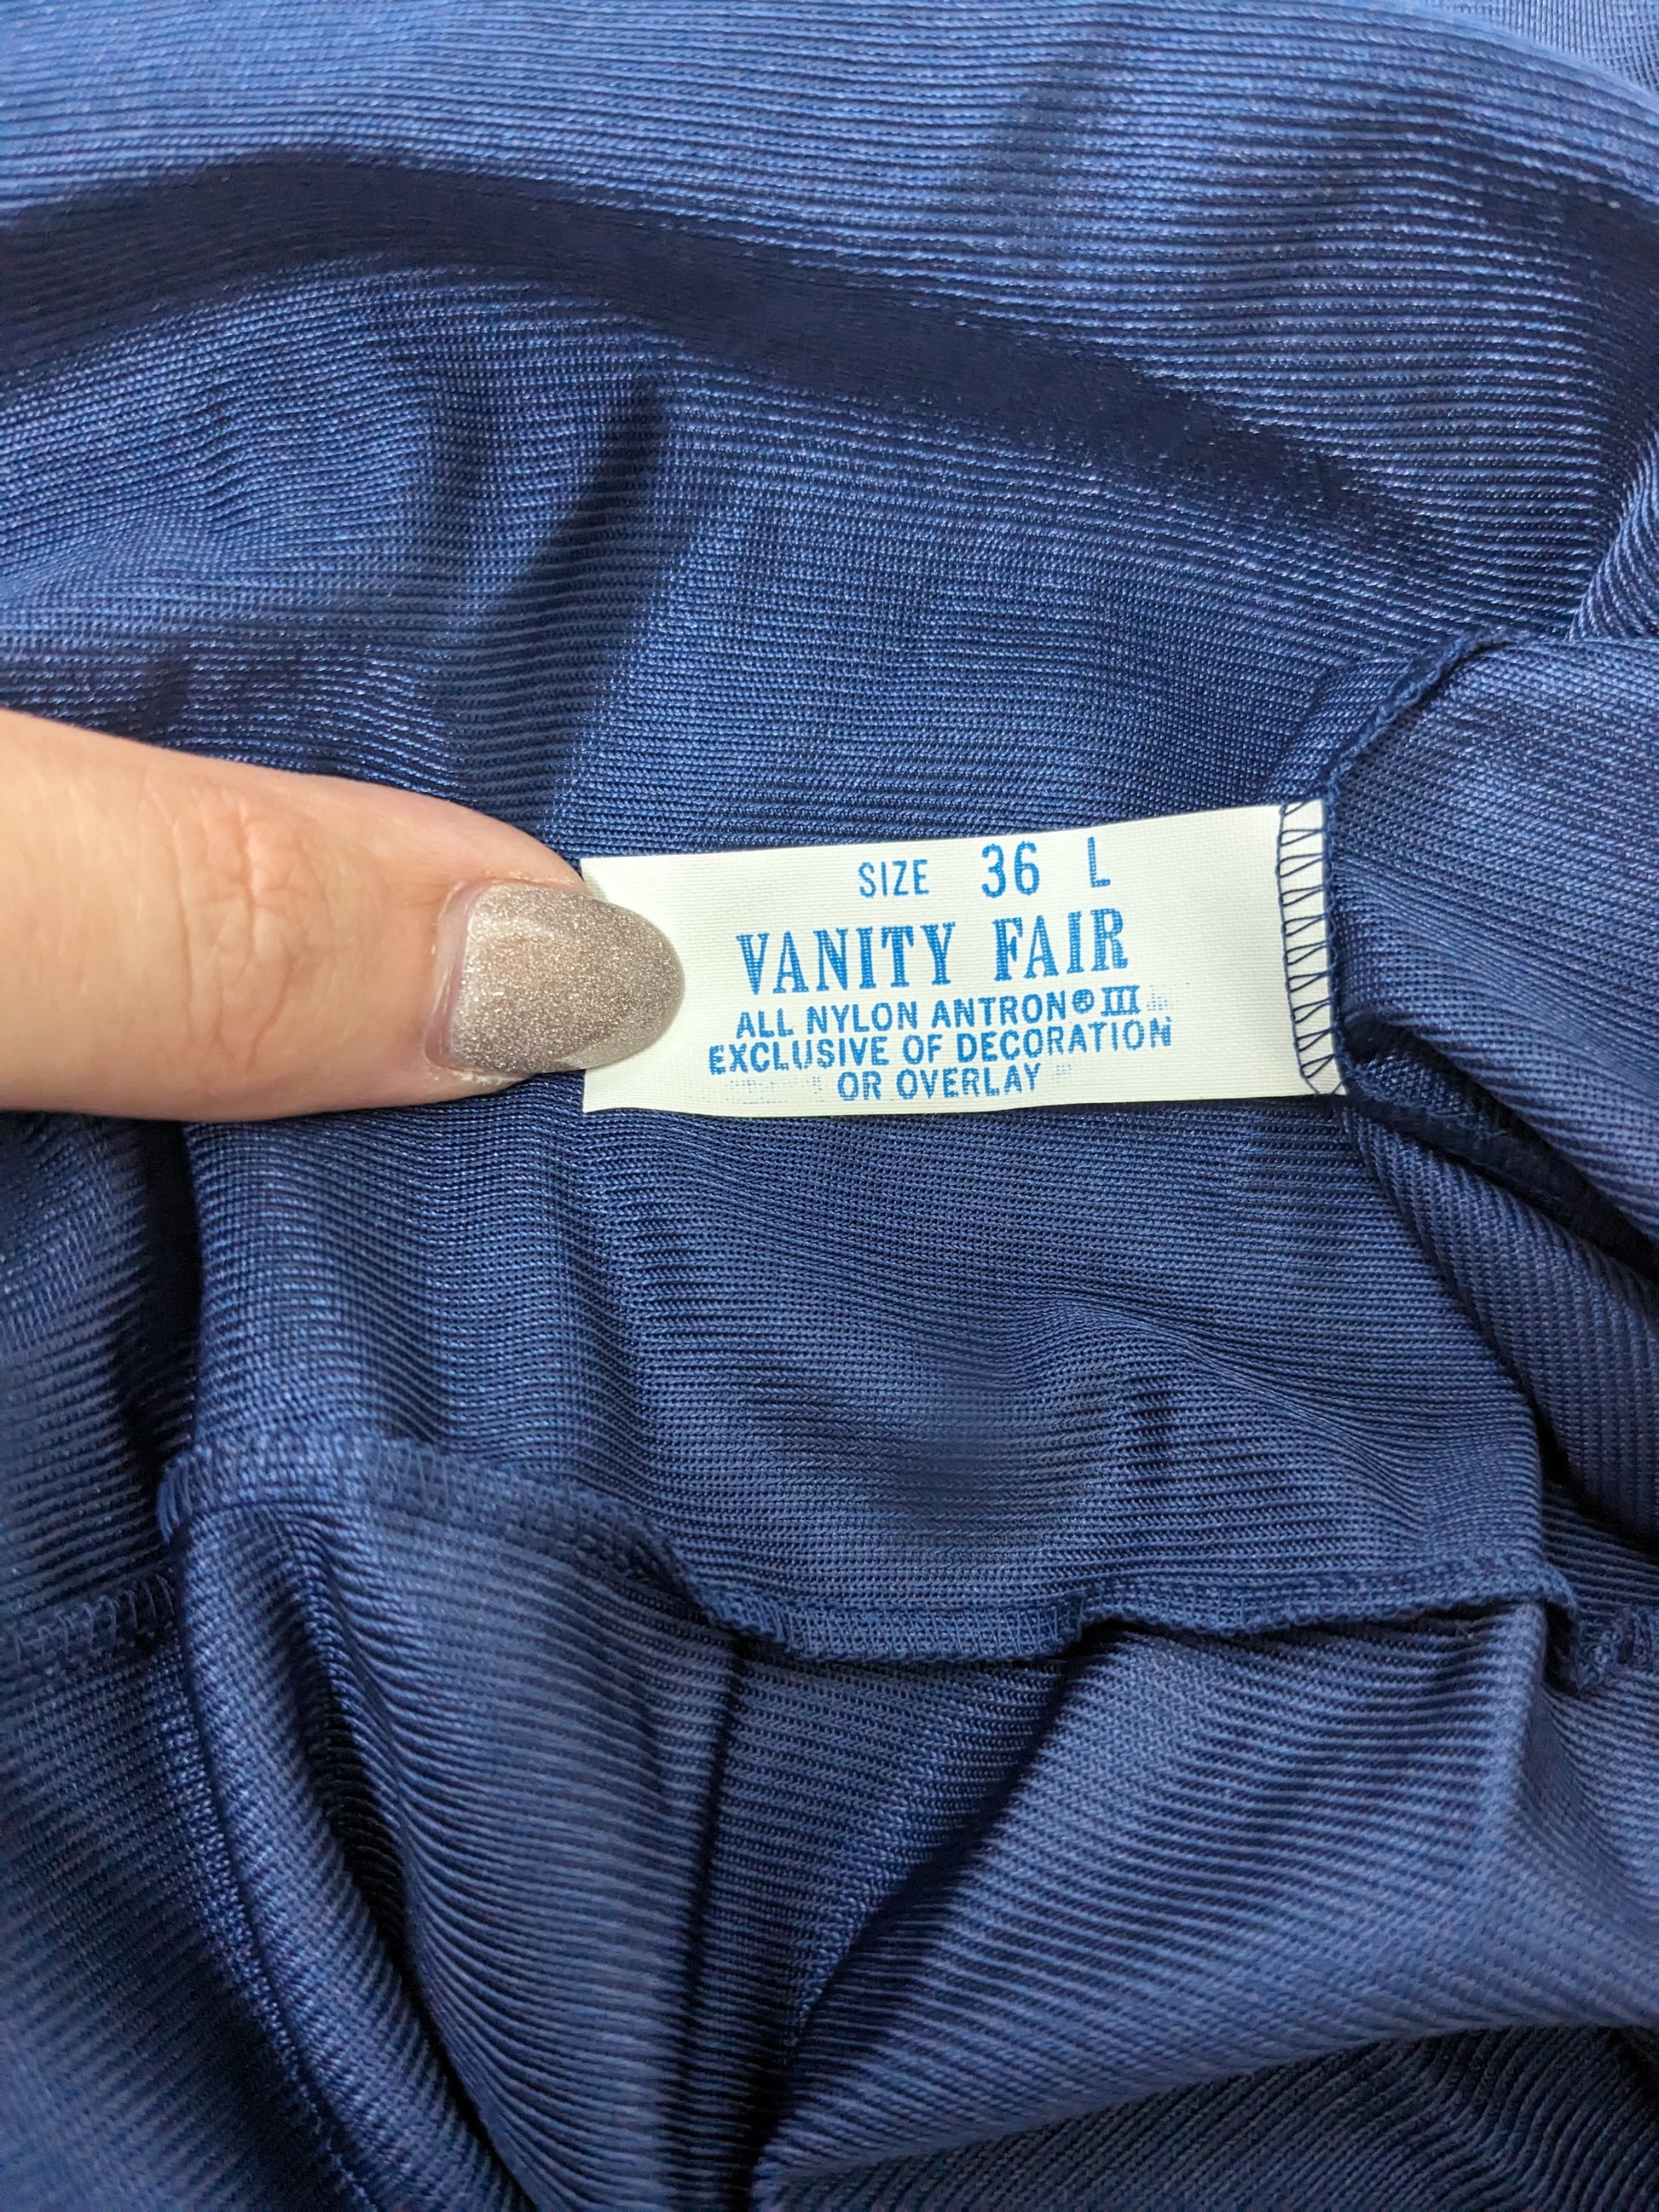 SIZE 36 L
VANITY FAIR
ALL NYLON ANTRON® III
EXCLUSIVE OF DECORATION
OR OVERLAY